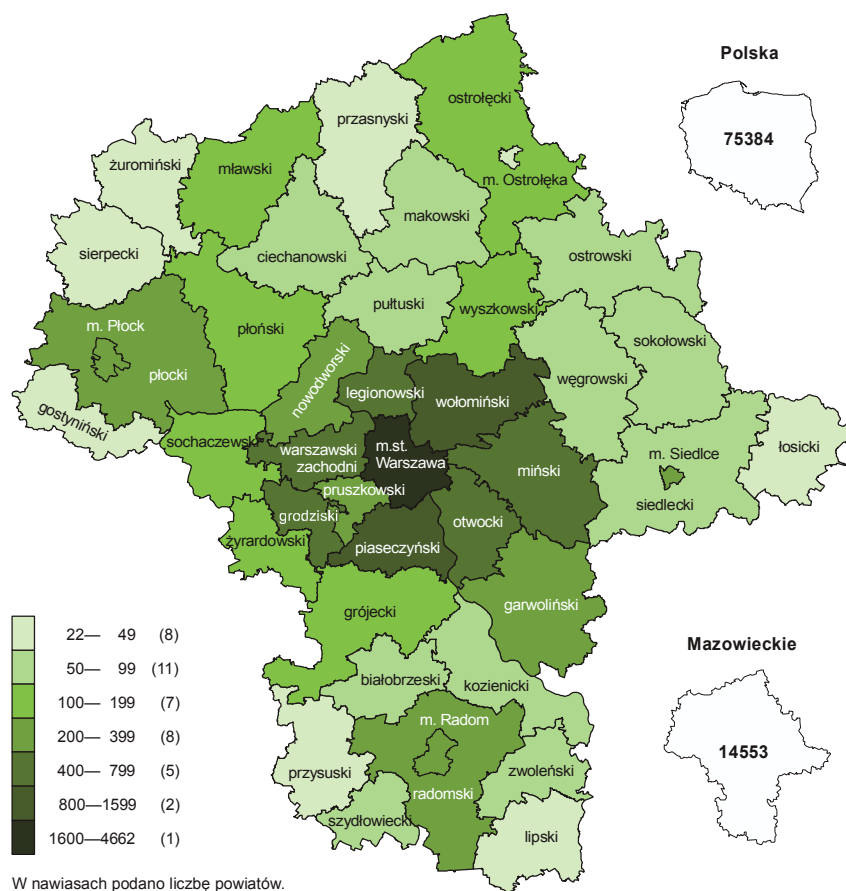 Polska
75384
ostrołęcki
przasnyski
żuromiński
mławski
m. Ostrołęka
makowski
sierpecki
ciechanowski
ostrowski
pułtuski
wyszkowski
m. Płock
płoński
sokołowski
płocki
nowodworski
węgrowski
legionowski
wołomiński
gostyniński
sochaczewski
warszawski
zachodni
m.st.
Warszawa
miński
m. Siedlce
łosicki
siedlecki
pruszkowski
grodziski
otwocki
żyrardowski
piaseczyński
garwoliński
grójecki
białobrzeski
kozienicki
m. Radom
przysuski
zwoleński
radomski
szydłowiecki
lipski
22— 49 (8)
50— 99 (11)
100— 199 (7)
200— 399 (8)
400— 799 (5)
800—1599 (2)
1600—4662 (1)
Mazowieckie
14553
W nawiasach podano liczbę powiatów.